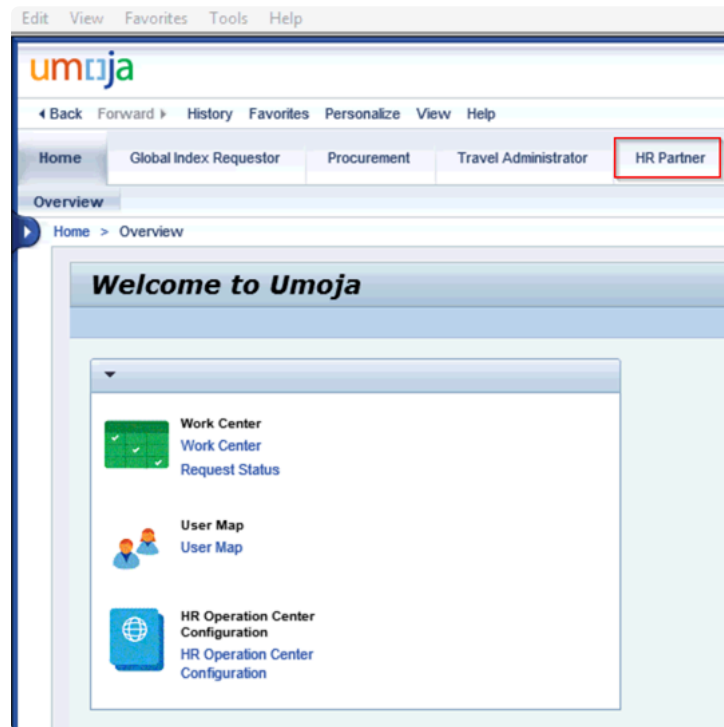 Edit View Favorites Tools Help
umoja
Back Forward History Favorites Personalize View Help
Home Global Index Requestor Procurement Travel Administrator HR Partner
Overview
Home > Overview
Welcome to Umoja
Work Center
Work Center
Request Status
User Map
User Map
HR Operation Center
Configuration
HR Operation Center
Configuration